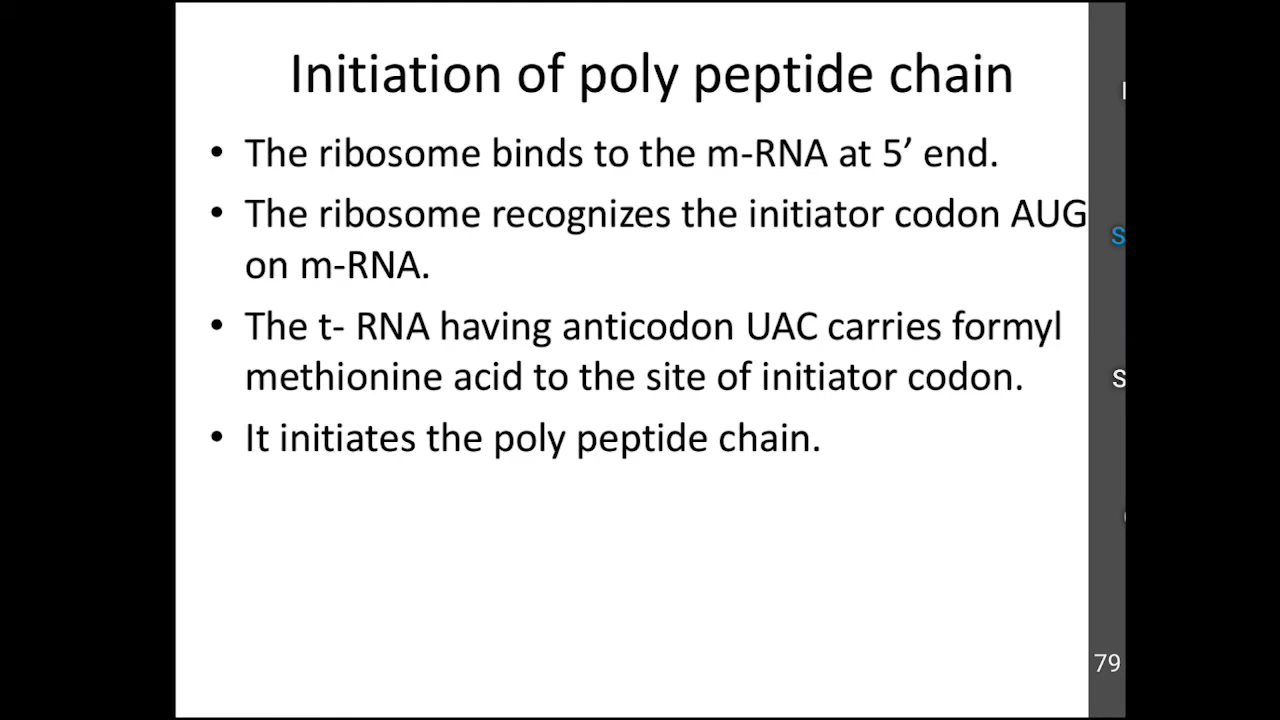 Initiation of poly peptide chain
• The ribosome binds to the m-RNA at 5’ end.
• The ribosome recognizes the initiator codon AUG
on m-RNA.
• The t- RNA having anticodon UAC carries formyl
methionine acid to the site of initiator codon.
• It initiates the poly peptide chain.
S
S
79